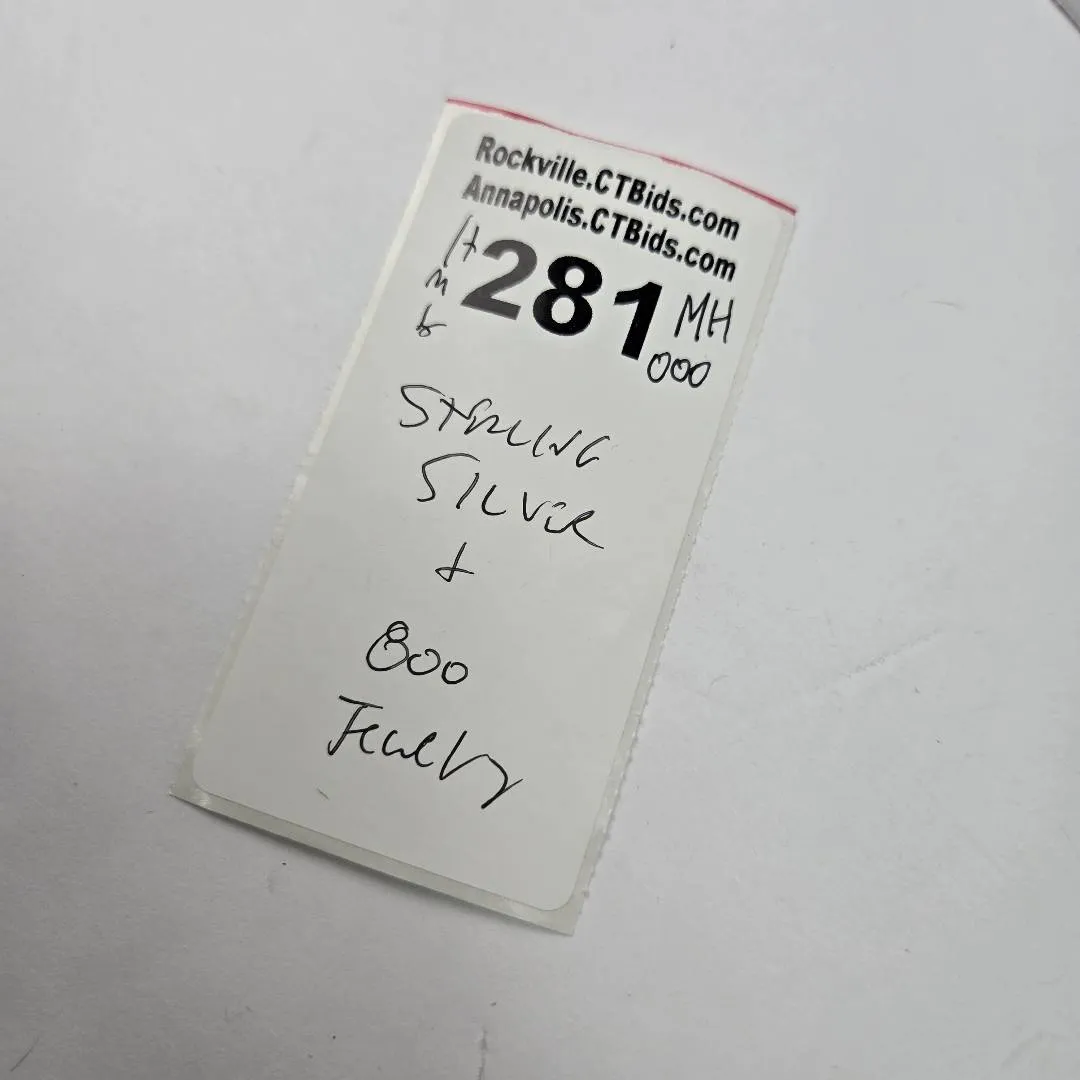 Rockville.CTBids.com
Annapolis.CTBids.com
281 MH
000
STERLING
SILVER
+
800
Jewelry